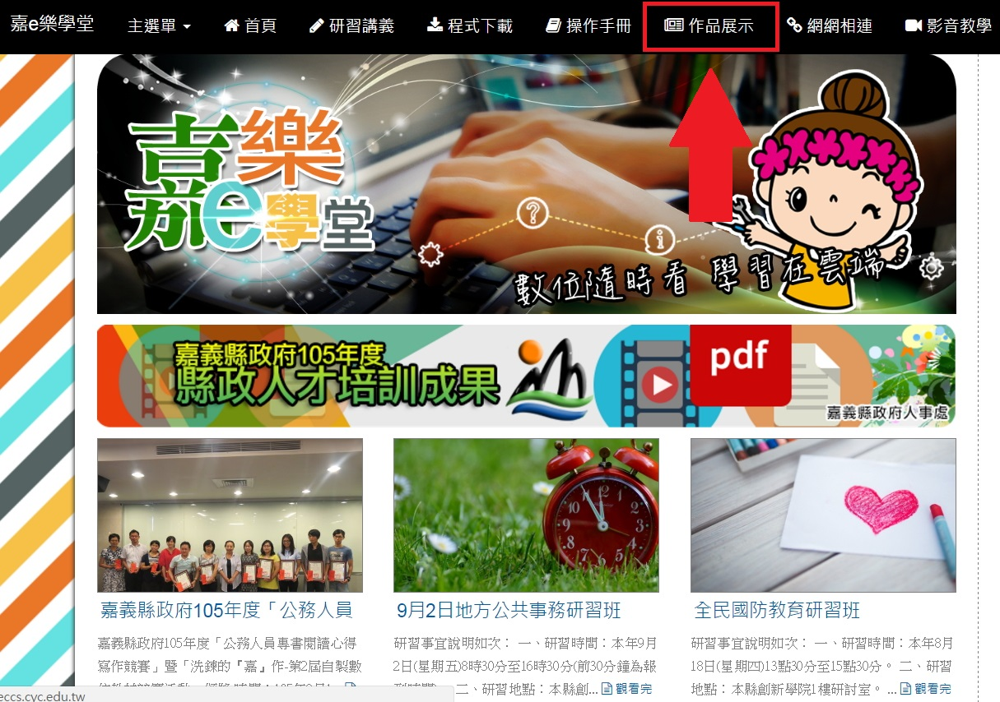 嘉e樂學堂 主選單 首頁 研習講義 程式下載 操作手冊 作品展示 網網相連 影音教學
嘉樂
e學堂
數位隨時看 學習在雲端
嘉義縣政府105年度
縣政人才培訓成果
pdf
嘉義縣政府人事處
嘉義縣政府105年度「公務人員
嘉義縣政府105年度「公務人員專書閱讀心得
寫作競賽」暨「洗鍊的『嘉』作-第2屆自製數
9月2日地方公共事務研習班
研習事宜說明如次： 一、研習時間：本年9月
2日(星期五)8時30分至16時30分(前30分鐘為報
二、研習地點：本縣創... 觀看完
全民國防教育研習班
研習事宜說明如次： 一、研習時間：本年8月
18日(星期四)13點30分至15點30分。 二、研習
地點：本縣創新學院1樓研討室。 ... 觀看完
eccs.cyc.edu.tw